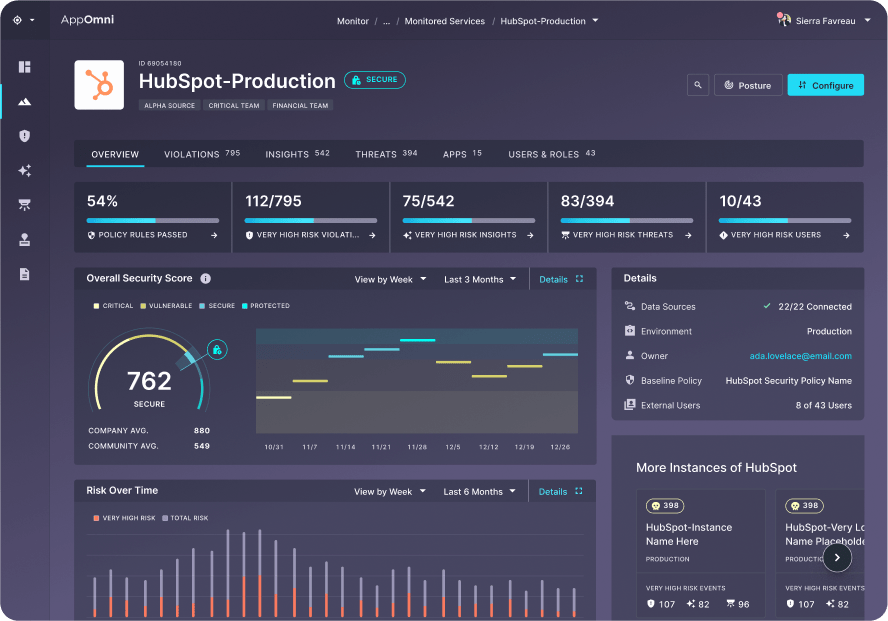 AppOmni
Monitor / ... / Monitored Services / HubSpot-Production
Sierra Favreau
ID 69054180
HubSpot-Production
SECURE
ALPHA SOURCE
CRITICAL TEAM
FINANCIAL TEAM
Posture
Configure
OVERVIEW
VIOLATIONS 795
INSIGHTS 542
THREATS 394
APPS 15
USERS & ROLES 43
54%
POLICY RULES PASSED
112/795
VERY HIGH RISK VIOLATI...
75/542
VERY HIGH RISK INSIGHTS
83/394
VERY HIGH RISK THREATS
10/43
VERY HIGH RISK USERS
Overall Security Score
View by Week
Last 3 Months
Details
CRITICAL
VULNERABLE
SECURE
PROTECTED
762
SECURE
COMPANY AVG. 880
COMMUNITY AVG. 549
10/31 11/7 11/14 11/21 11/28 12/5 12/12 12/19 12/26
Details
Data Sources 22/22 Connected
Environment Production
Owner ada.lovelace@email.com
Baseline Policy HubSpot Security Policy Name
External Users 8 of 43 Users
Risk Over Time
View by Week
Last 6 Months
Details
VERY HIGH RISK
TOTAL RISK
More Instances of HubSpot
398
HubSpot-Instance
Name Here
PRODUCTION
VERY HIGH RISK EVENTS
107 82 96
398
HubSpot-Very Lo
Name Placeholde
PRODUCTIO
VERY HIGH RISK EVENTS
107 82